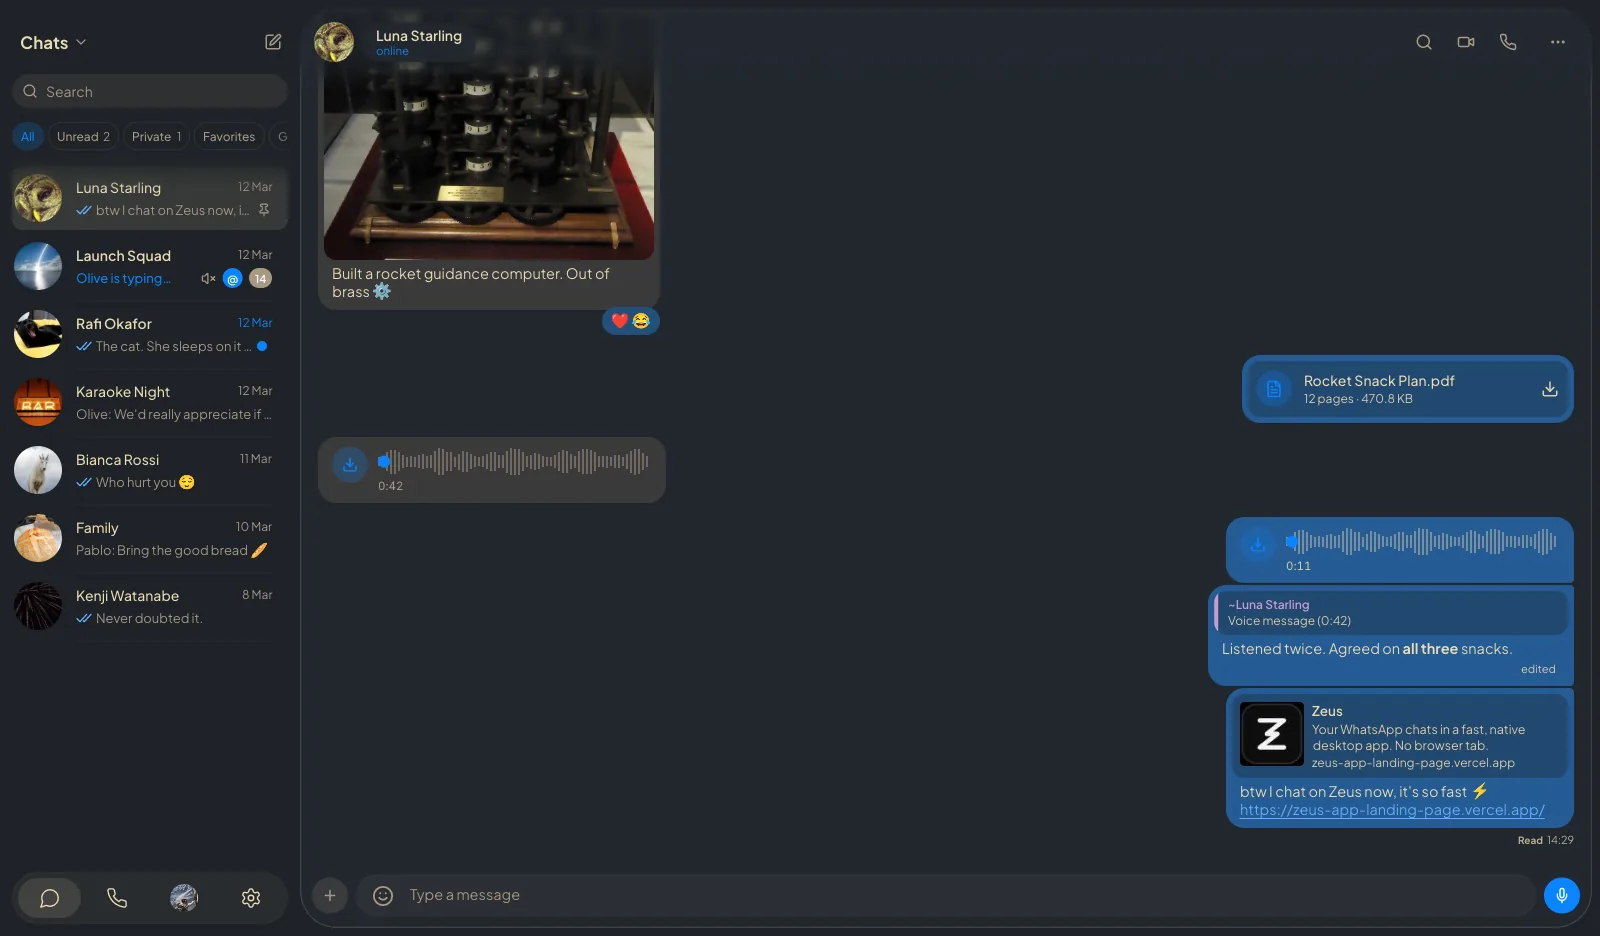 Chats
Search
All
Unread 2
Private 1
Favorites
G
Luna Starling
12 Mar
btw I chat on Zeus now, i...
Launch Squad
12 Mar
Olive is typing...
@
14
Rafi Okafor
12 Mar
The cat. She sleeps on it ...
Karaoke Night
12 Mar
Olive: We'd really appreciate if ...
Bianca Rossi
11 Mar
Who hurt you 😌
Family
10 Mar
Pablo: Bring the good bread 🥖
Kenji Watanabe
8 Mar
Never doubted it.
Luna Starling
online
Built a rocket guidance computer. Out of
brass ⚙️
❤️ 😂
Rocket Snack Plan.pdf
12 pages · 470.8 KB
0:42
0:11
~Luna Starling
Voice message (0:42)
Listened twice. Agreed on all three snacks.
edited
Z
Zeus
Your WhatsApp chats in a fast, native
desktop app. No browser tab.
zeus-app-landing-page.vercel.app
btw I chat on Zeus now, it's so fast ⚡
https://zeus-app-landing-page.vercel.app/
Read 14:29
Type a message